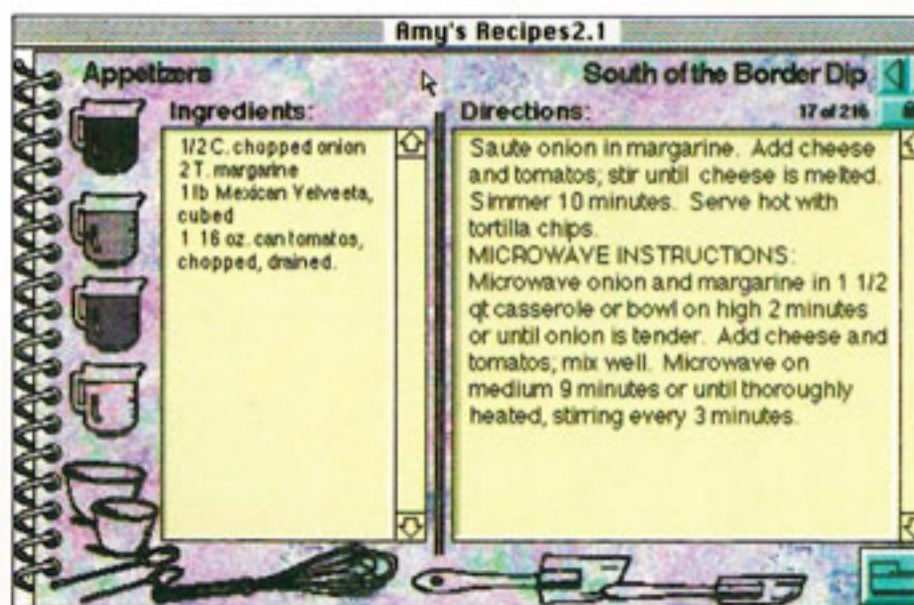 Amy's Recipes2.1
Appetizers
South of the Border Dip
Ingredients:
Directions:
17 of 216
1/2 C. chopped onion
2 T. margarine
1 lb Mexican Velveeta,
cubed
1 16 oz. can tomatos,
chopped, drained.
Saute onion in margarine. Add cheese
and tomatos; stir until cheese is melted.
Simmer 10 minutes. Serve hot with
tortilla chips.
MICROWAVE INSTRUCTIONS:
Microwave onion and margarine in 1 1/2
qt casserole or bowl on high 2 minutes
or until onion is tender. Add cheese and
tomatos; mix well. Microwave on
medium 9 minutes or until thoroughly
heated, stirring every 3 minutes.